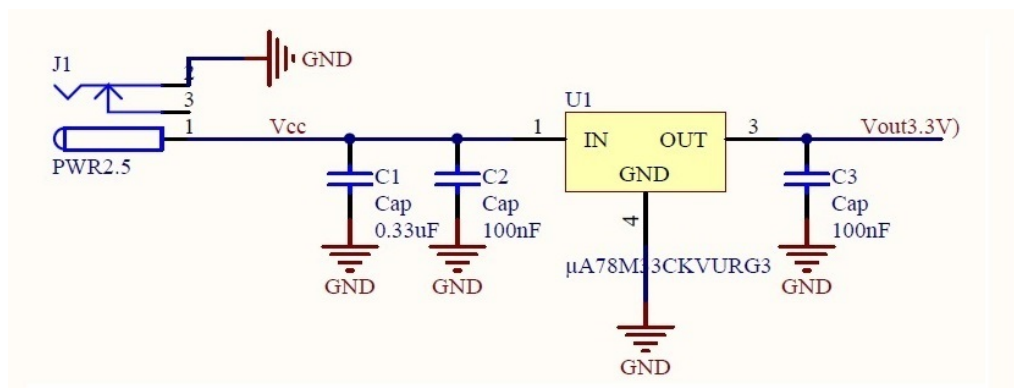 J1
2
GND
3
1
PWR2.5
Vcc
C1
Cap
0.33uF
GND
C2
Cap
100nF
GND
U1
1
IN
OUT
GND
3
4
µA78M33CKVURG3
GND
Vout3.3V)
C3
Cap
100nF
GND